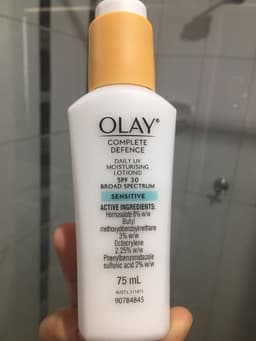 OLAY®
COMPLETE
DEFENCE
DAILY UV
MOISTURISING
LOTION
SPF 30
BROAD SPECTRUM
SENSITIVE
ACTIVE INGREDIENTS:
Homosalate 8% w/w
Butyl
methoxydibenzoylmethane
3% w/w
Octocrylene
2.25% w/w
Phenylbenzimidazole
sulfonic acid 2% w/w
75 mL
90784845